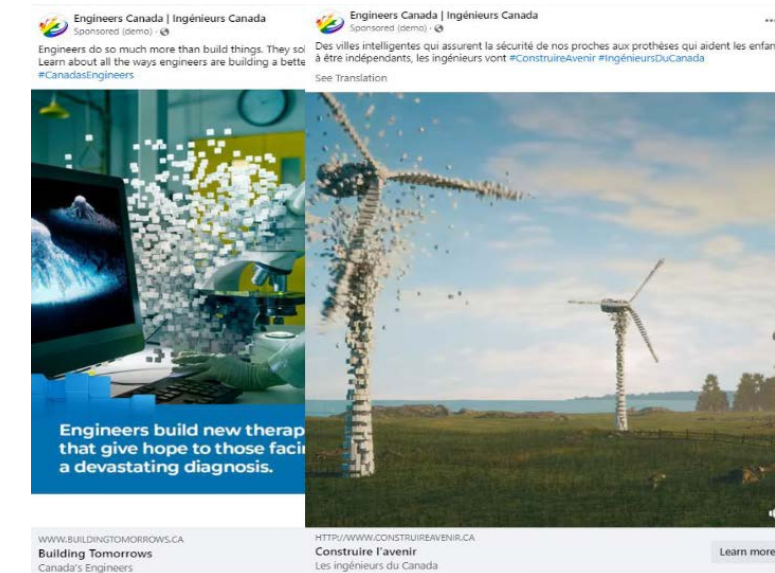 Engineers Canada | Ingénieurs Canada
Sponsored (demo) ·
Engineers do so much more than build things. They sol
Learn about all the ways engineers are building a bette
#CanadasEngineers
Engineers build new therap
that give hope to those facin
a devastating diagnosis.
WWW.BUILDINGTOMORROWS.CA
Building Tomorrows
Canada's Engineers
Engineers Canada | Ingénieurs Canada
Sponsored (demo) ·
Des villes intelligentes qui assurent la sécurité de nos proches aux prothèses qui aident les enfan
à être indépendants, les ingénieurs vont #ConstruireAvenir #IngénieursDuCanada
See Translation
HTTP://WWW.CONSTRUIREAVENIR.CA
Construire l'avenir
Les ingénieurs du Canada
Learn more